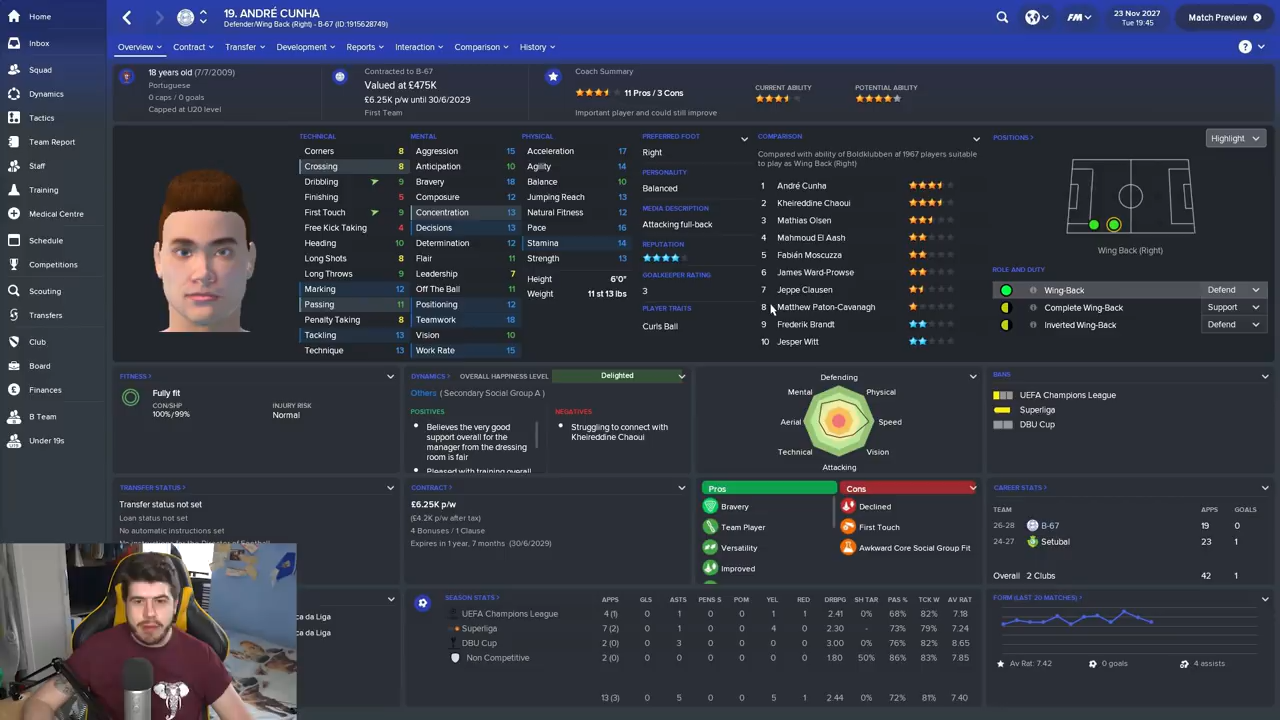 Home
Inbox
Squad
Dynamics
Tactics
Team Report
Staff
Training
Medical Centre
Schedule
Competitions
Scouting
Transfers
Club
Board
Finances
B Team
Under 19s
19. ANDRÉ CUNHA
Defender/Wing Back (Right) - B-67 (ID:1915628749)
FM
23 Nov 2027
Tue 19:45
Match Preview
Overview Contract Transfer Development Reports Interaction Comparison History
18 years old (7/7/2009)
Portuguese
0 caps / 0 goals
Capped at U20 level
Contracted to B-67
Valued at £475K
£6.25K p/w until 30/6/2029
First Team
Coach Summary
11 Pros / 3 Cons
Important player and could still improve
CURRENT ABILITY
POTENTIAL ABILITY
TECHNICAL
Corners 8
Crossing 8
Dribbling 9
Finishing 5
First Touch 9
Free Kick Taking 4
Heading 10
Long Shots 8
Long Throws 9
Marking 12
Passing 11
Penalty Taking 8
Tackling 13
Technique 13
MENTAL
Aggression 15
Anticipation 10
Bravery 18
Composure 12
Concentration 13
Decisions 13
Determination 12
Flair 11
Leadership 7
Off The Ball 11
Positioning 12
Teamwork 18
Vision 10
Work Rate 15
PHYSICAL
Acceleration 17
Agility 14
Balance 10
Jumping Reach 13
Natural Fitness 12
Pace 16
Stamina 14
Strength 13
Height 6'0"
Weight 11 st 13 lbs
PREFERRED FOOT
Right
PERSONALITY
Balanced
MEDIA DESCRIPTION
Attacking full-back
REPUTATION
GOALKEEPER RATING
3
PLAYER TRAITS
Curls Ball
COMPARISON
Compared with ability of Boldklubben af 1967 players suitable
to play as Wing Back (Right)
1 André Cunha
2 Kheireddine Chaoui
3 Mathias Olsen
4 Mahmoud El Aash
5 Fabián Moscuzza
6 James Ward-Prowse
7 Jeppe Clausen
8 Matthew Paton-Cavanagh
9 Frederik Brandt
10 Jesper Witt
POSITIONS >
Highlight
Wing Back (Right)
ROLE AND DUTY
Wing-Back Defend
Complete Wing-Back Support
Inverted Wing-Back Defend
FITNESS >
Fully fit
CON/SHP
100%/99%
INJURY RISK
Normal
DYNAMICS > OVERALL HAPPINESS LEVEL Delighted
Others ( Secondary Social Group A )
POSITIVES
Believes the very good
support overall for the
manager from the dressing
room is fair
Pleased with training overall
NEGATIVES
Struggling to connect with
Kheireddine Chaoui
Defending
Physical
Speed
Vision
Attacking
Technical
Aerial
Mental
BANS
UEFA Champions League
Superliga
DBU Cup
TRANSFER STATUS >
Transfer status not set
Loan status not set
No automatic instructions set
CONTRACT >
£6.25K p/w
(£4.2K p/w after tax)
4 Bonuses / 1 Clause
Expires in 1 year, 7 months (30/6/2029)
Pros
Bravery
Team Player
Versatility
Improved
Cons
Declined
First Touch
Awkward Core Social Group Fit
CAREER STATS >
TEAM APPS GOALS
26-28 B-67 19 0
24-27 Setubal 23 1
Overall 2 Clubs 42 1
ca da Liga
ca da Liga
SEASON STATS > APPS GLS ASTS PENS S POM YEL RED DRBPG SH TAR PAS % TCK W AV RAT
UEFA Champions League 4 (1) 0 1 0 0 1 1 2.41 0% 68% 82% 7.18
Superliga 7 (2) 0 1 0 0 4 0 2.30 - 73% 79% 7.24
DBU Cup 2 (0) 0 3 0 0 0 0 3.00 0% 76% 82% 8.65
Non Competitive 2 (0) 0 0 0 0 0 0 1.80 50% 86% 83% 7.85
13 (3) 0 5 0 0 5 1 2.44 0% 72% 81% 7.40
FORM (LAST 20 MATCHES) >
Av Rat: 7.42
0 goals
4 assists